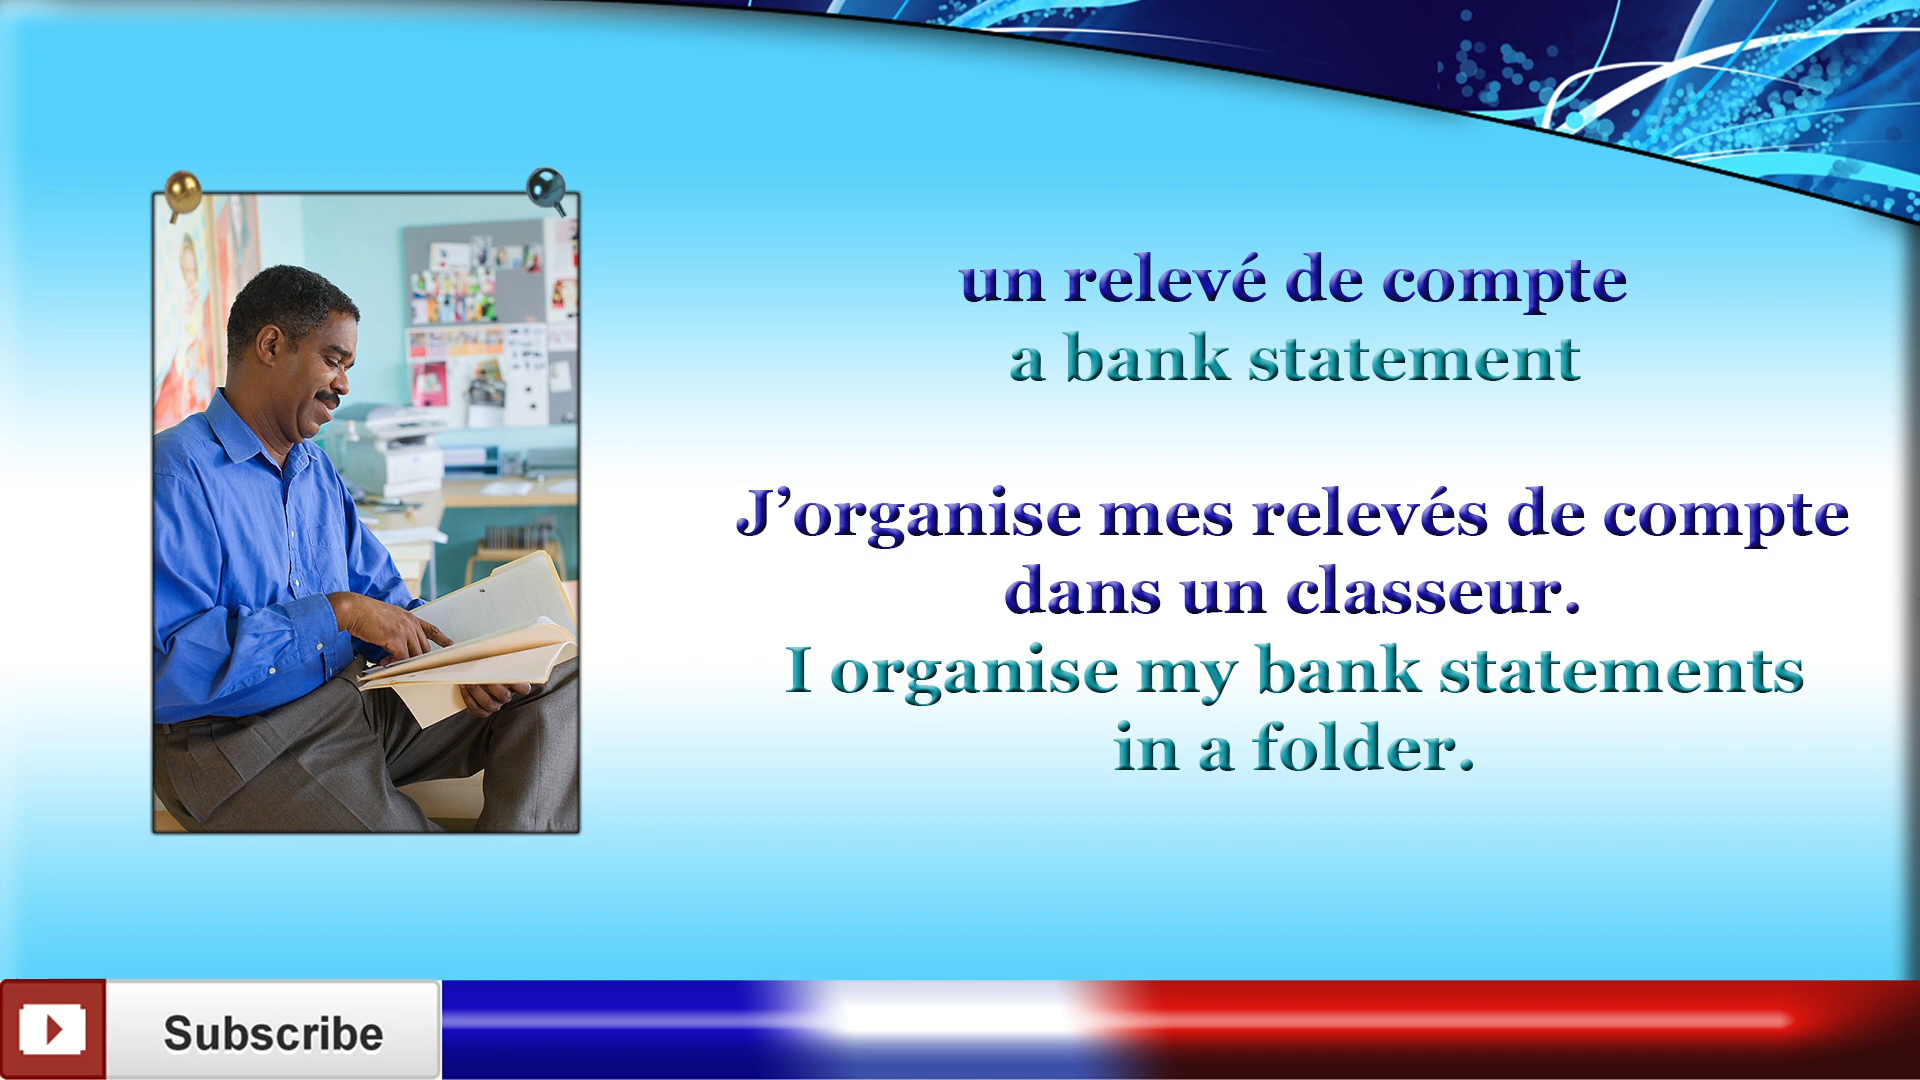 un relevé de compte
a bank statement
J’organise mes relevés de compte
dans un classeur.
I organise my bank statements
in a folder.
Subscribe